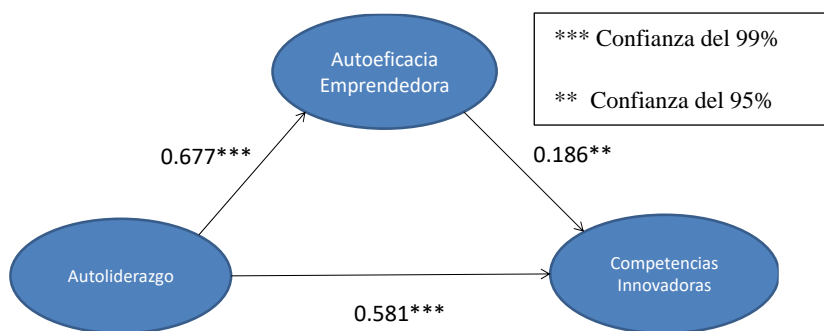 Autoeficacia
Emprendedora
*** Confianza del 99%
** Confianza del 95%
0.677***
0.186**
Autoliderazgo
Competencias
Innovadoras
0.581***